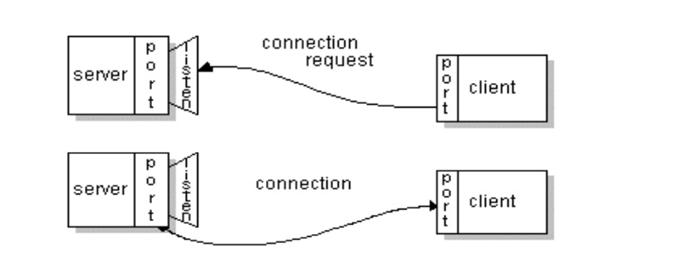 connection
request
server
port
listen
port
client
server
port
listen
connection
port
client